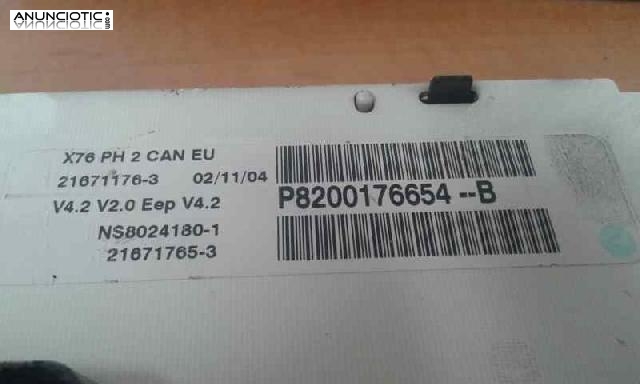 ANUNCIOTIC
.com
X76 PH 2 CAN EU
21671176-3 02/11/04
V4.2 V2.0 Eep V4.2
NS8024180-1
21671765-3
P8200176654 --B